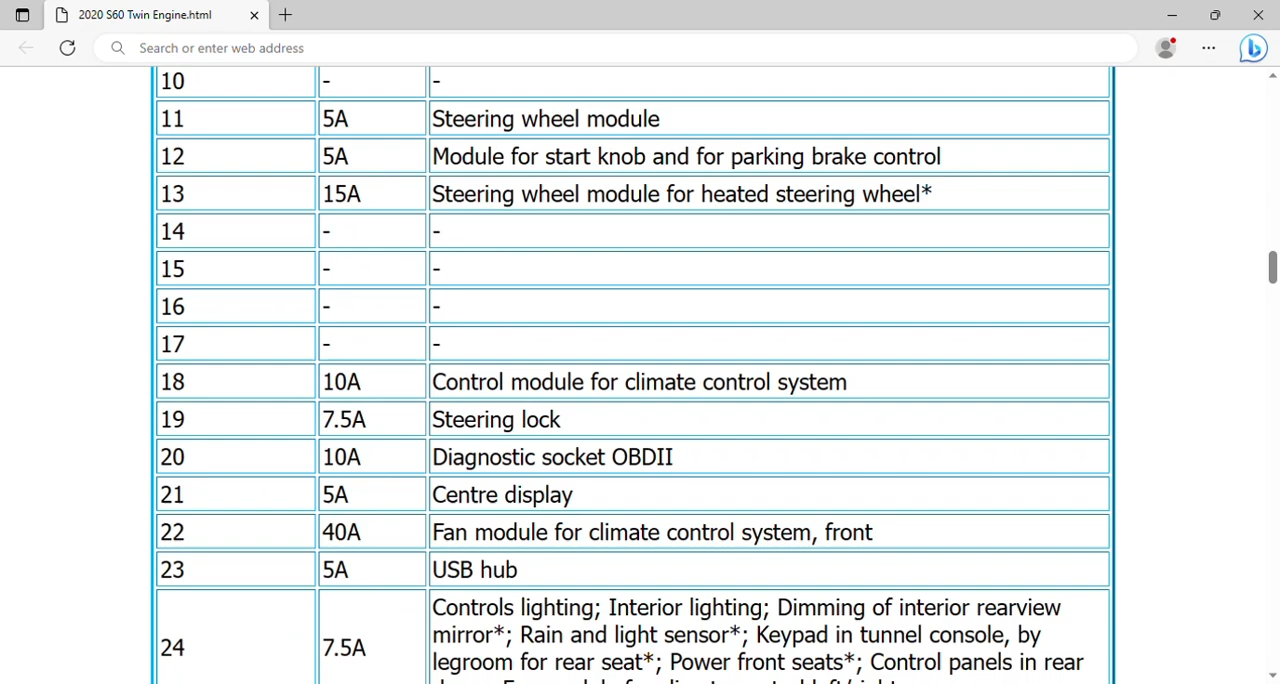 2020 S60 Twin Engine.html
Search or enter web address
10 - -
11 5A Steering wheel module
12 5A Module for start knob and for parking brake control
13 15A Steering wheel module for heated steering wheel*
14 - -
15 - -
16 - -
17 - -
18 10A Control module for climate control system
19 7.5A Steering lock
20 10A Diagnostic socket OBDII
21 5A Centre display
22 40A Fan module for climate control system, front
23 5A USB hub
24 7.5A Controls lighting; Interior lighting; Dimming of interior rearview
mirror*; Rain and light sensor*; Keypad in tunnel console, by
legroom for rear seat*; Power front seats*; Control panels in rear